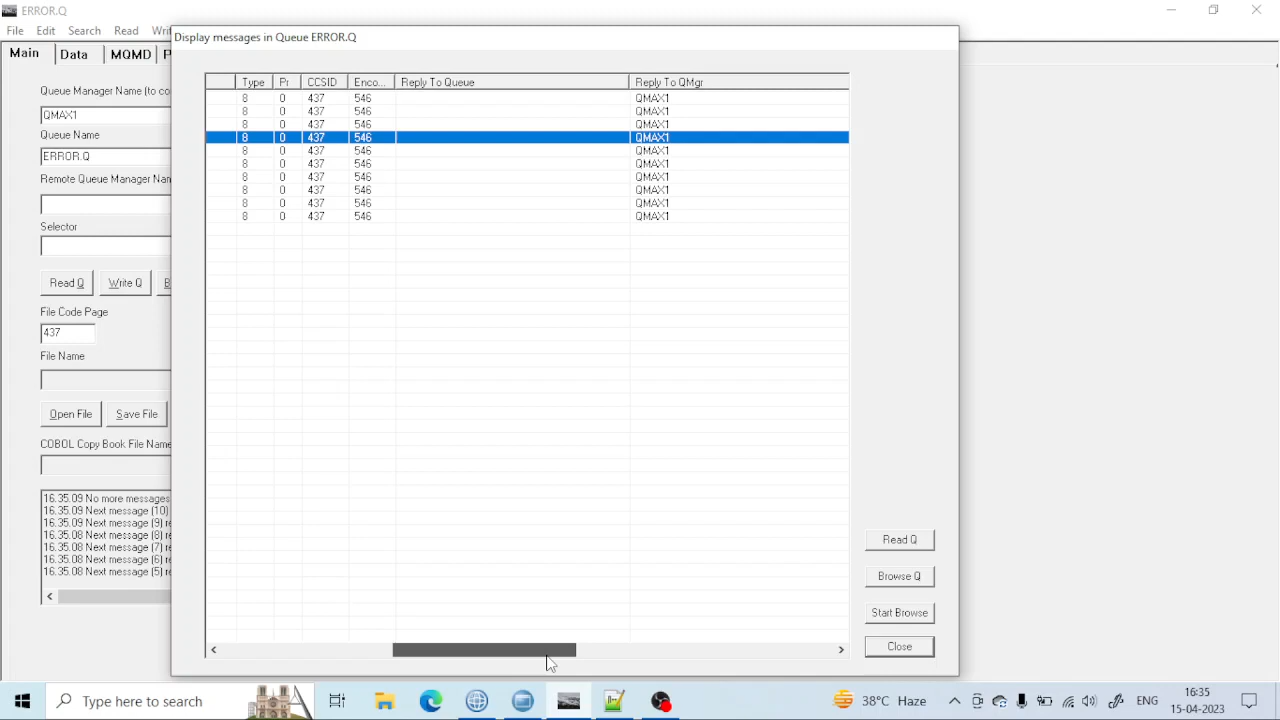 ERROR.Q
File Edit Search Read Wri
Display messages in Queue ERROR.Q
Main Data MQMD P
Queue Manager Name (to co
QMAX1
Queue Name
ERROR.Q
Remote Queue Manager Nam
Selector
Read Q Write Q B
File Code Page
437
File Name
Open File Save File
COBOL Copy Book File Name
16.35.09 No more messages
16.35.09 Next message (10)
16.35.09 Next message (9) re
16.35.08 Next message (8) re
16.35.08 Next message (7) re
16.35.08 Next message (6) re
16.35.08 Next message (5) re
Type Pr CCSID Enco... Reply To Queue Reply To QMgr
8 0 437 546 QMAX1
8 0 437 546 QMAX1
8 0 437 546 QMAX1
8 0 437 546 QMAX1
8 0 437 546 QMAX1
8 0 437 546 QMAX1
8 0 437 546 QMAX1
8 0 437 546 QMAX1
8 0 437 546 QMAX1
8 0 437 546 QMAX1
Read Q
Browse Q
Start Browse
Close
Type here to search
38°C Haze
ENG
16:35
15-04-2023